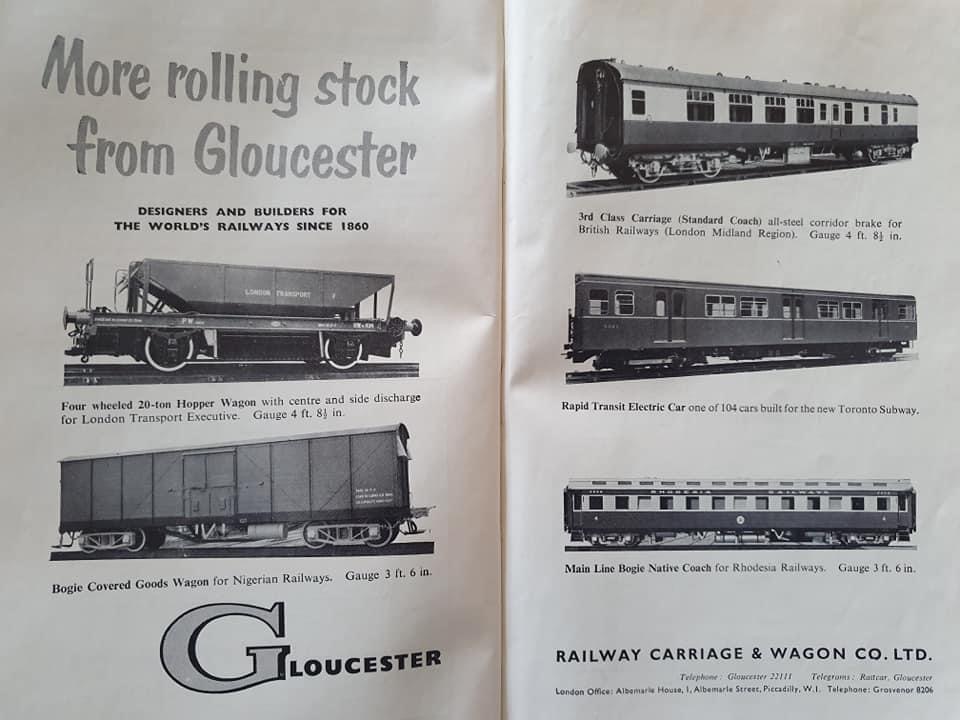 More rolling stock
from Gloucester
DESIGNERS AND BUILDERS FOR
THE WORLD'S RAILWAYS SINCE 1860
LONDON TRANSPORT
PW
Four wheeled 20-ton Hopper Wagon with centre and side discharge
for London Transport Executive. Gauge 4 ft. 8½ in.
Bogie Covered Goods Wagon for Nigerian Railways. Gauge 3 ft. 6 in.
GLOUCESTER
3rd Class Carriage (Standard Coach) all-steel corridor brake for
British Railways (London Midland Region). Gauge 4 ft. 8½ in.
Rapid Transit Electric Car one of 104 cars built for the new Toronto Subway.
RHODESIA RAILWAYS
Main Line Bogie Native Coach for Rhodesia Railways. Gauge 3 ft. 6 in.
RAILWAY CARRIAGE & WAGON CO. LTD.
Telephone: Gloucester 22111 Telegrams: Railcar, Gloucester
London Office: Albemarle House, 1, Albemarle Street, Piccadilly, W.1. Telephone: Grosvenor 8206